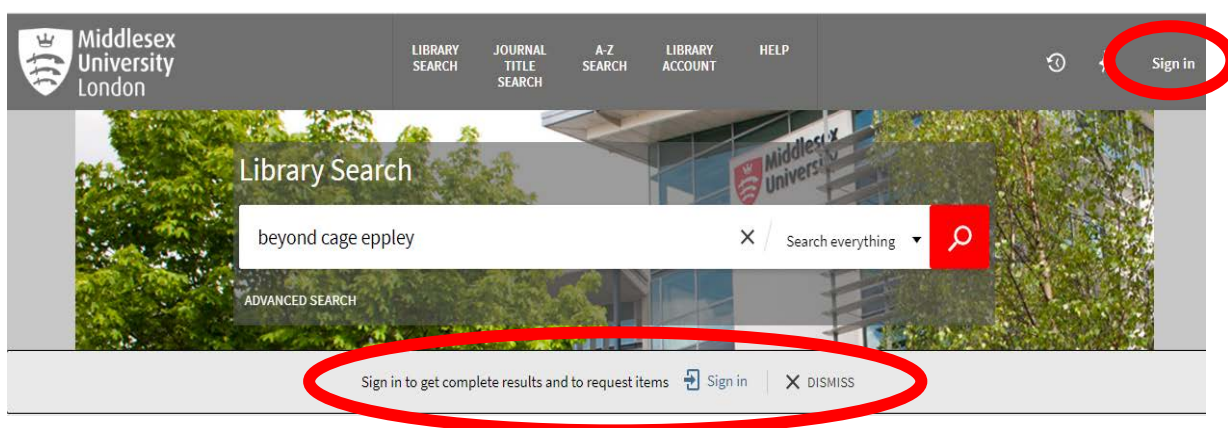 Middlesex
University
London
LIBRARY
SEARCH
JOURNAL
TITLE
SEARCH
A-Z
SEARCH
LIBRARY
ACCOUNT
HELP
Sign in
Middlesex
University
Library Search
beyond cage eppley
Search everything
ADVANCED SEARCH
Sign in to get complete results and to request items Sign in DISMISS